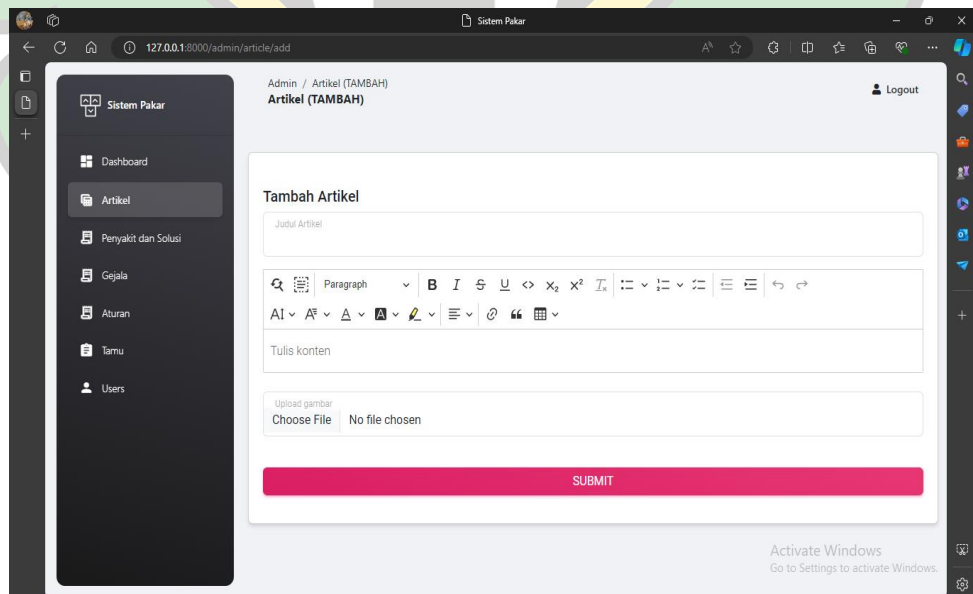 Sistem Pakar
127.0.0.1:8000/admin/article/add
Sistem Pakar
Admin / Artikel (TAMBAH)
Artikel (TAMBAH)
Logout
Dashboard
Artikel
Penyakit dan Solusi
Gejala
Aturan
Tamu
Users
Tambah Artikel
Judul Artikel
Paragraph
Tulis konten
Upload gambar
Choose File No file chosen
SUBMIT
Activate Windows
Go to Settings to activate Windows.